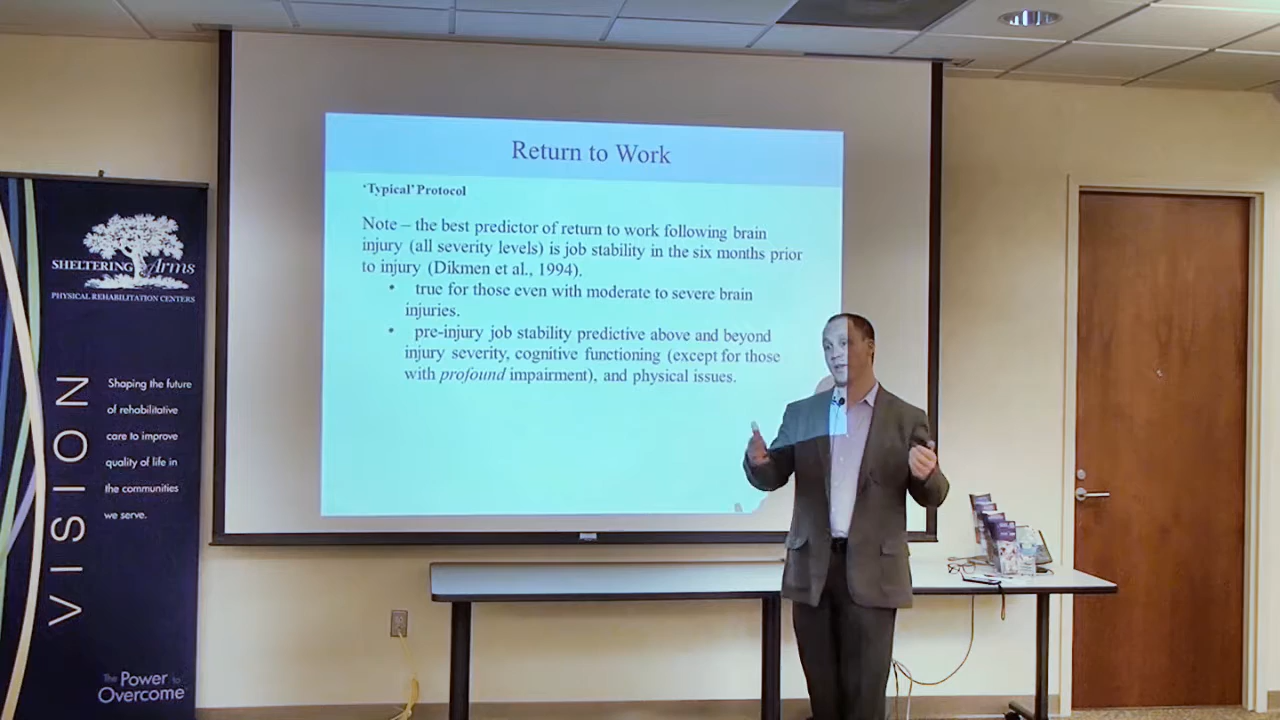 SHELTERING Arms
PHYSICAL REHABILITATION CENTERS
VISION
Shaping the future
of rehabilitative
care to improve
quality of life in
the communities
we serve.
The Power to
Overcome
Return to Work
‘Typical’ Protocol
Note – the best predictor of return to work following brain
injury (all severity levels) is job stability in the six months prior
to injury (Dikmen et al., 1994).
• true for those even with moderate to severe brain
injuries.
• pre-injury job stability predictive above and beyond
injury severity, cognitive functioning (except for those
with profound impairment), and physical issues.